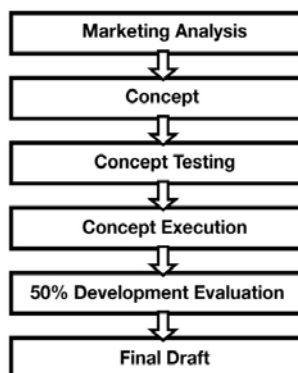 Marketing Analysis
Concept
Concept Testing
Concept Execution
50% Development Evaluation
Final Draft